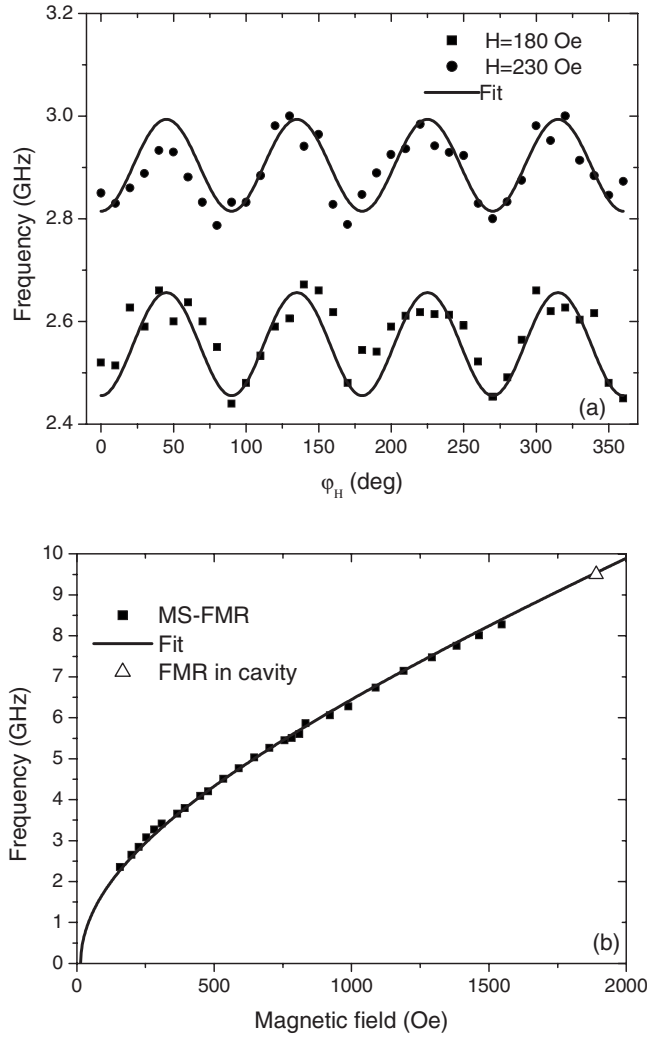 3.2
3.0
2.8
2.6
2.4
Frequency (GHz)
H=180 Oe
H=230 Oe
Fit
(a)
0 50 100 150 200 250 300 350
φH (deg)
10
9
8
7
6
5
4
3
2
1
0
Frequency (GHz)
MS-FMR
Fit
FMR in cavity
(b)
0 500 1000 1500 2000
Magnetic field (Oe)